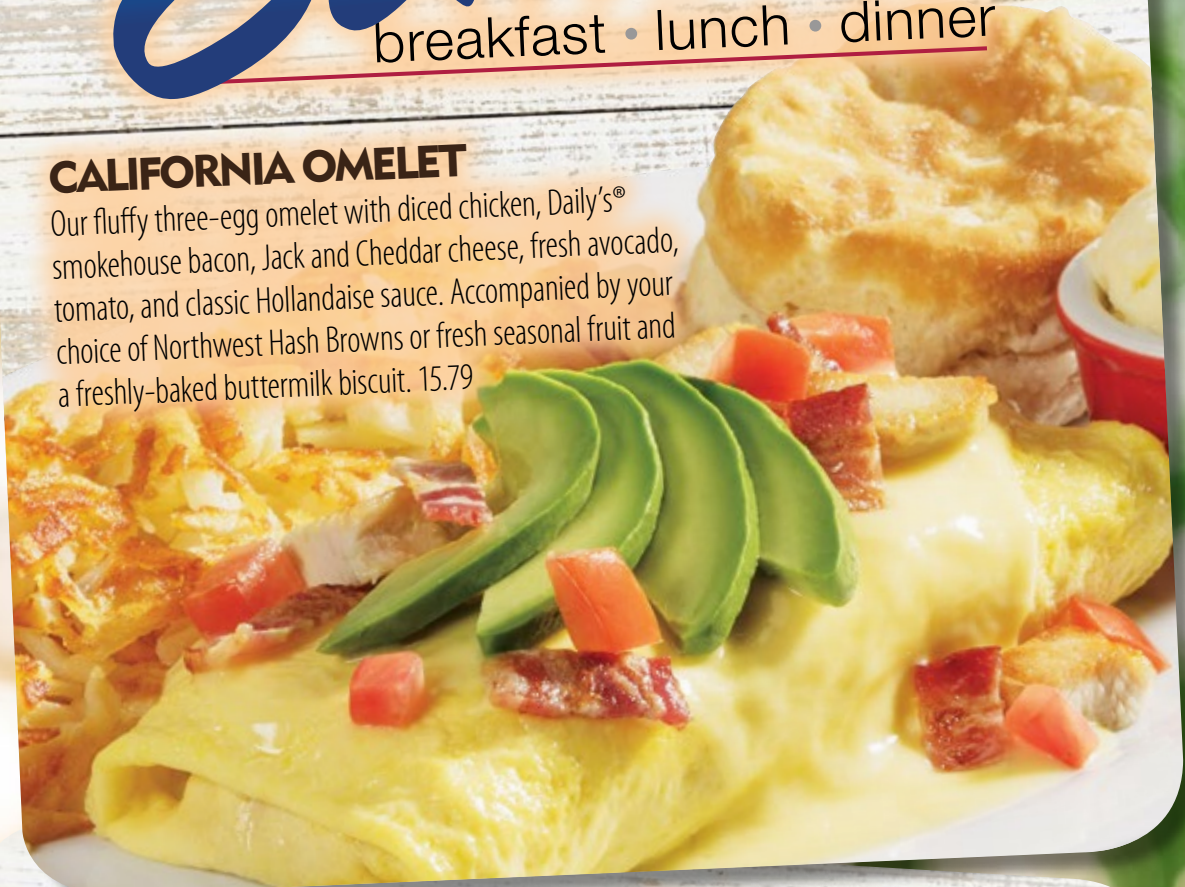 breakfast • lunch • dinner
CALIFORNIA OMELET
Our fluffy three-egg omelet with diced chicken, Daily's®
smokehouse bacon, Jack and Cheddar cheese, fresh avocado,
tomato, and classic Hollandaise sauce. Accompanied by your
choice of Northwest Hash Browns or fresh seasonal fruit and
a freshly-baked buttermilk biscuit. 15.79